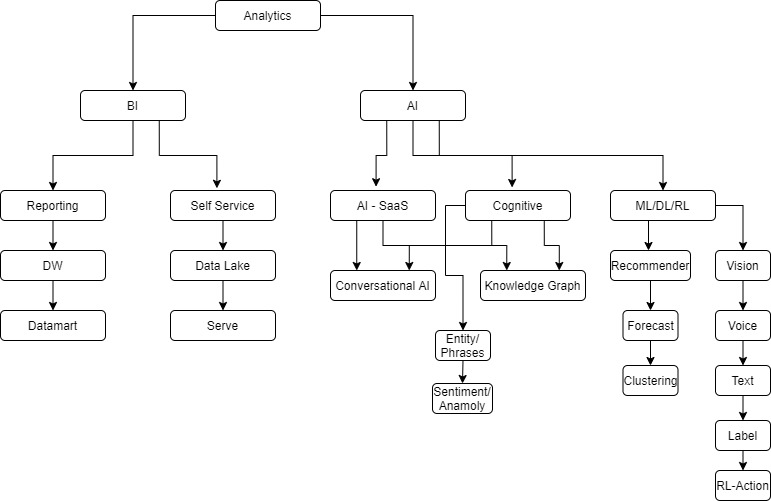 Analytics
BI
AI
Reporting
Self Service
AI - SaaS
Cognitive
ML/DL/RL
DW
Data Lake
Conversational AI
Knowledge Graph
Recommender
Vision
Datamart
Serve
Entity/
Phrases
Forecast
Voice
Sentiment/
Anamoly
Clustering
Text
Label
RL-Action